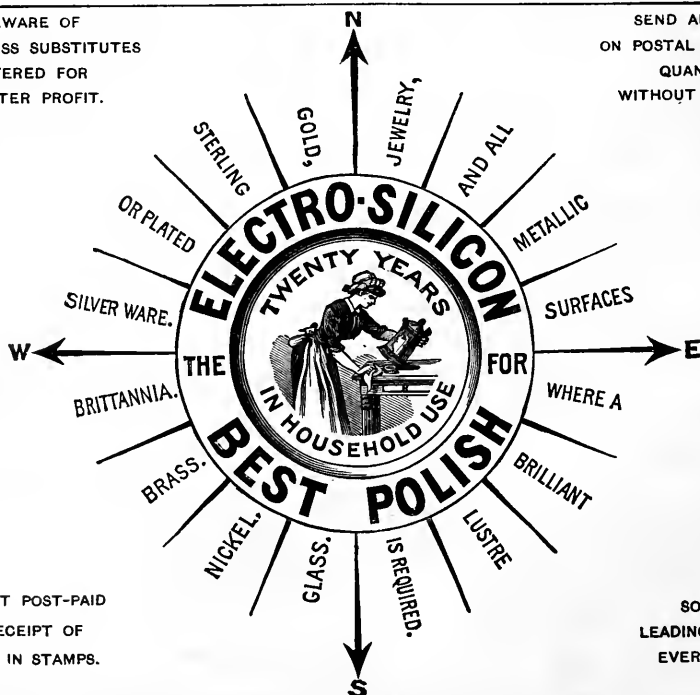 WARE OF
SS SUBSTITUTES
ERED FOR
TER PROFIT.
SEND A
ON POSTAL
QUAN
WITHOUT
N
E
S
W
ELECTRO-SILICON
THE BEST POLISH FOR
TWENTY YEARS
IN HOUSEHOLD USE
GOLD,
STERLING
OR PLATED
SILVER WARE.
BRITTANNIA.
BRASS.
NICKEL.
GLASS.
JEWELRY,
AND ALL
METALLIC
SURFACES
WHERE A
BRILLIANT
LUSTRE
IS REQUIRED.
T POST-PAID
ECEIPT OF
IN STAMPS.
SO
LEADING
EVER